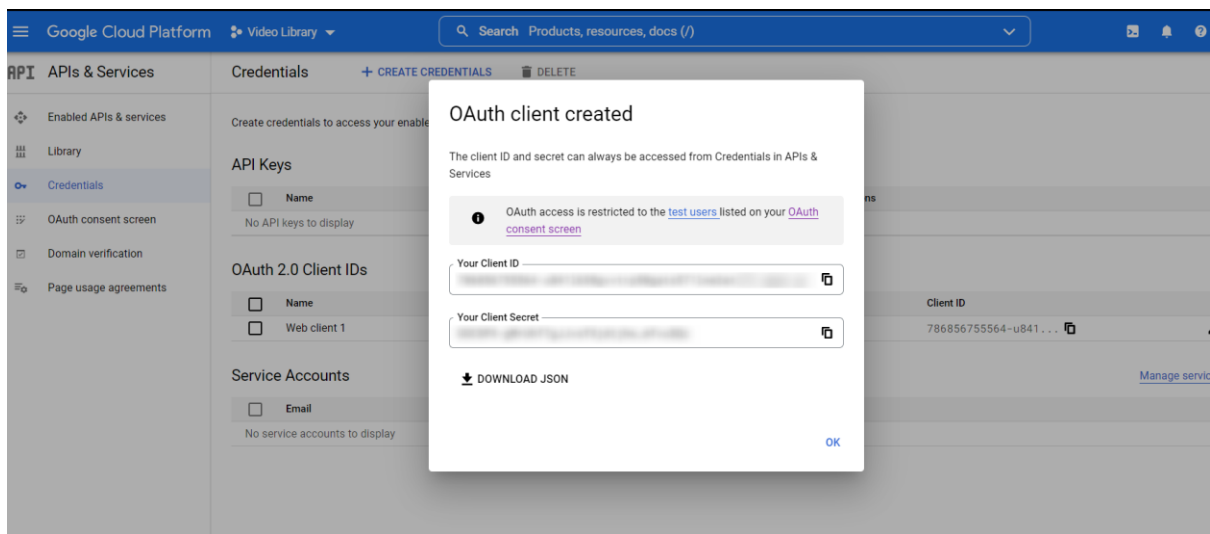 Google Cloud Platform
Video Library
Search Products, resources, docs (/)
API APIs & Services
Enabled APIs & services
Library
Credentials
OAuth consent screen
Domain verification
Page usage agreements
Credentials
+ CREATE CREDENTIALS
DELETE
Create credentials to access your enable
API Keys
Name
ns
No API keys to display
OAuth 2.0 Client IDs
Name
Client ID
Web client 1
786856755564-u841...
Service Accounts
Manage servic
Email
No service accounts to display
OAuth client created
The client ID and secret can always be accessed from Credentials in APIs &
Services
OAuth access is restricted to the test users listed on your OAuth
consent screen
Your Client ID
Your Client Secret
DOWNLOAD JSON
OK